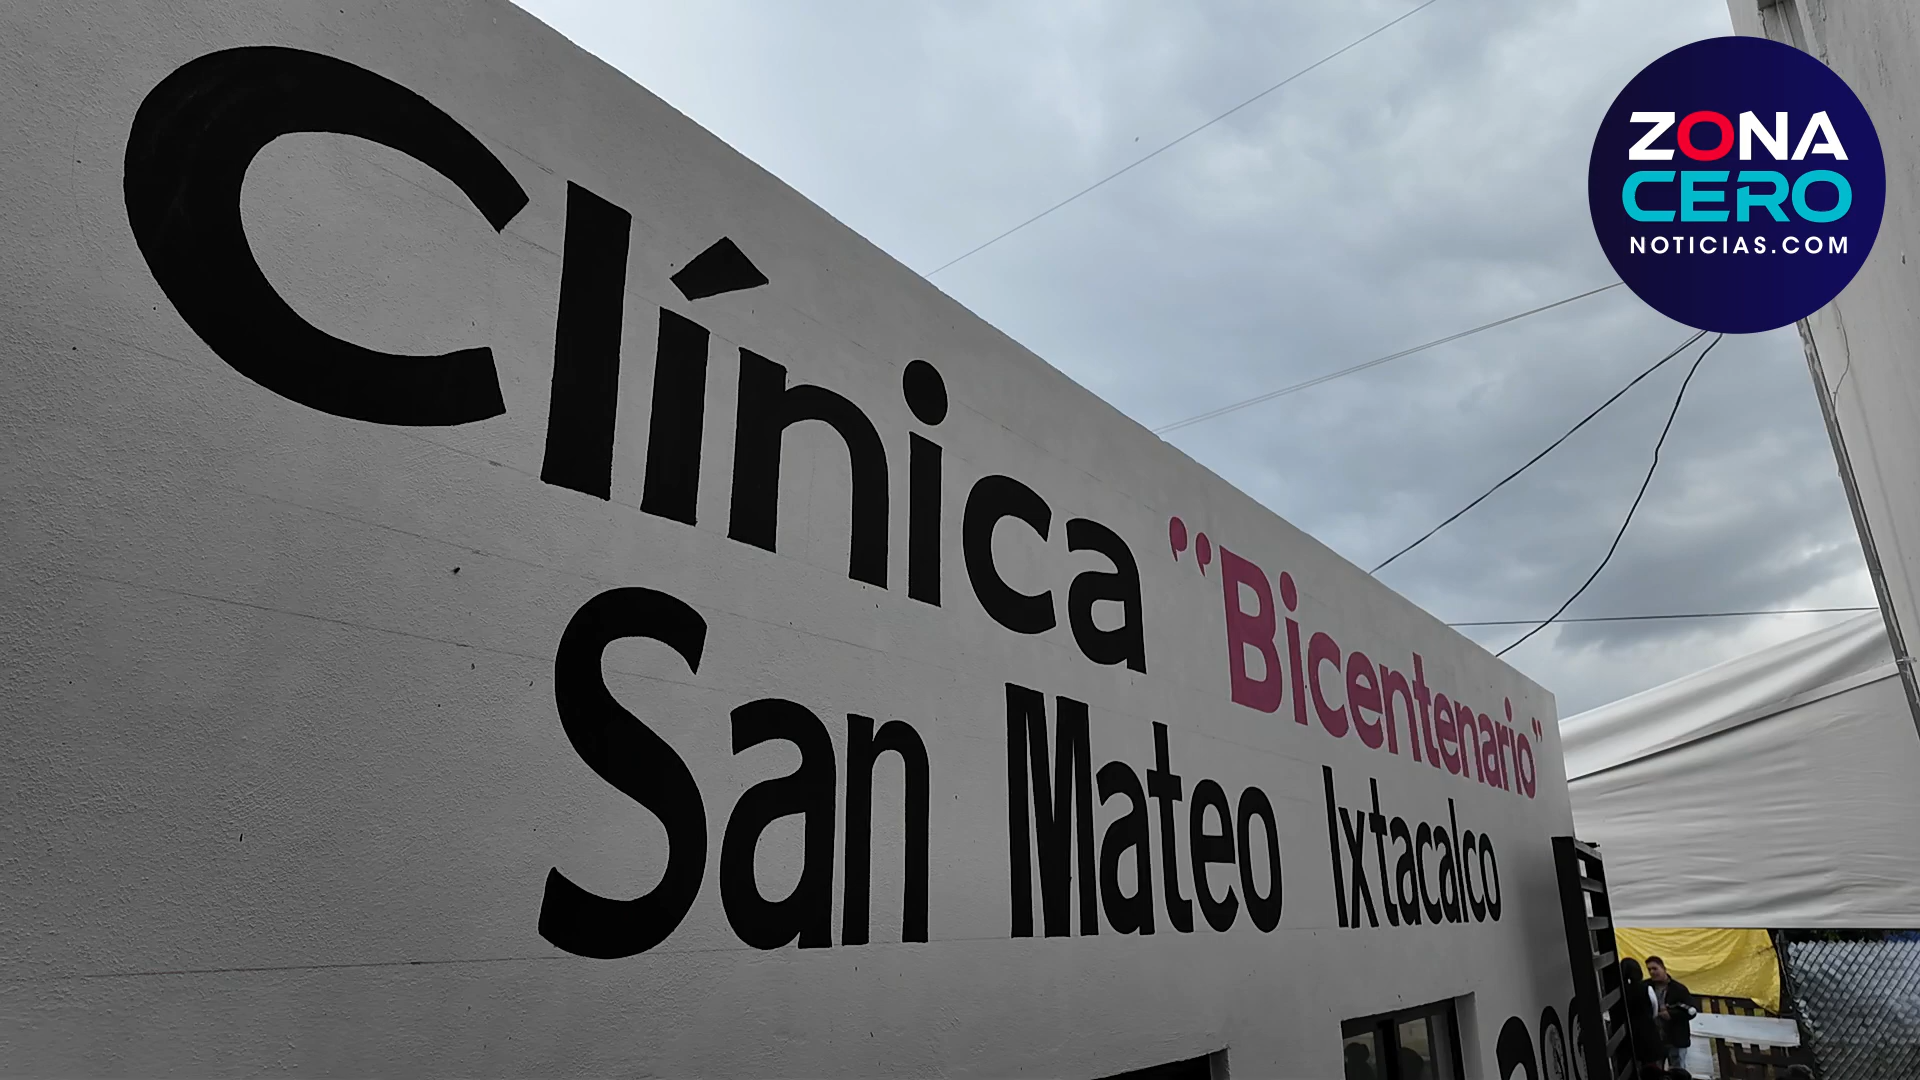 Clínica "Bicentenario"
San Mateo Ixtacalco
ZONA
CERO
NOTICIAS.COM